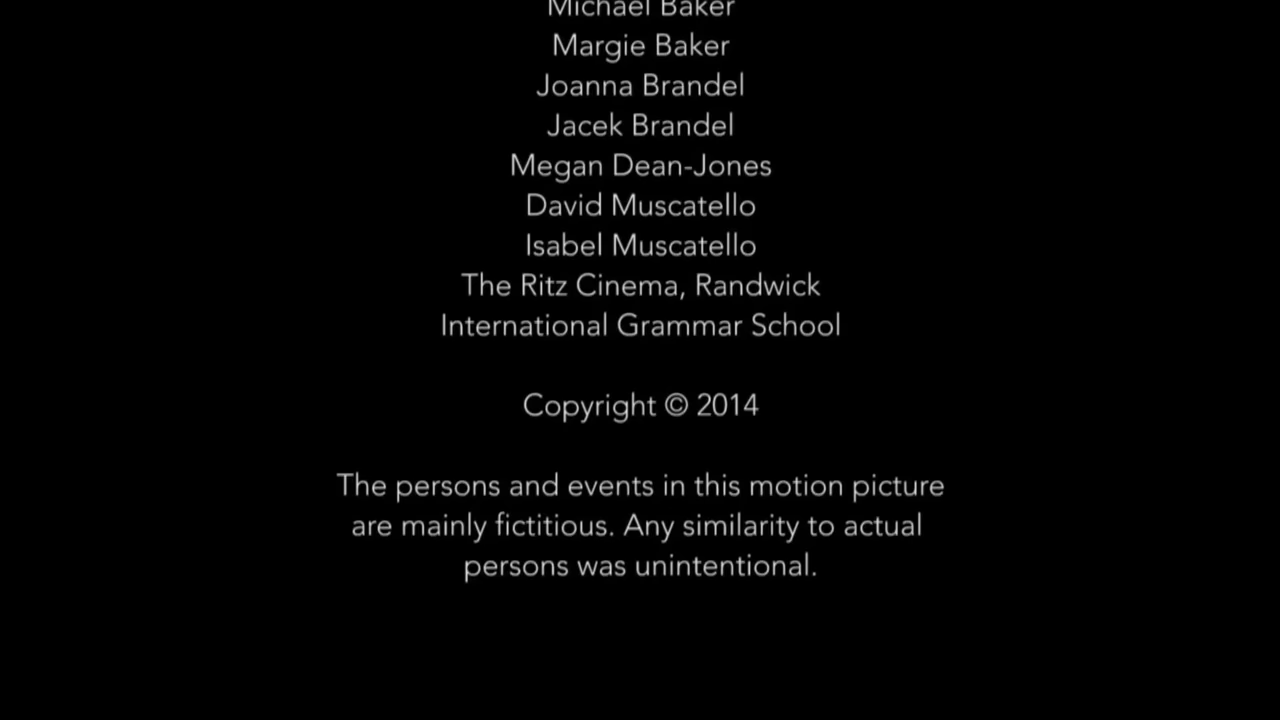 Michael Baker
Margie Baker
Joanna Brandel
Jacek Brandel
Megan Dean-Jones
David Muscatello
Isabel Muscatello
The Ritz Cinema, Randwick
International Grammar School
Copyright © 2014
The persons and events in this motion picture
are mainly fictitious. Any similarity to actual
persons was unintentional.